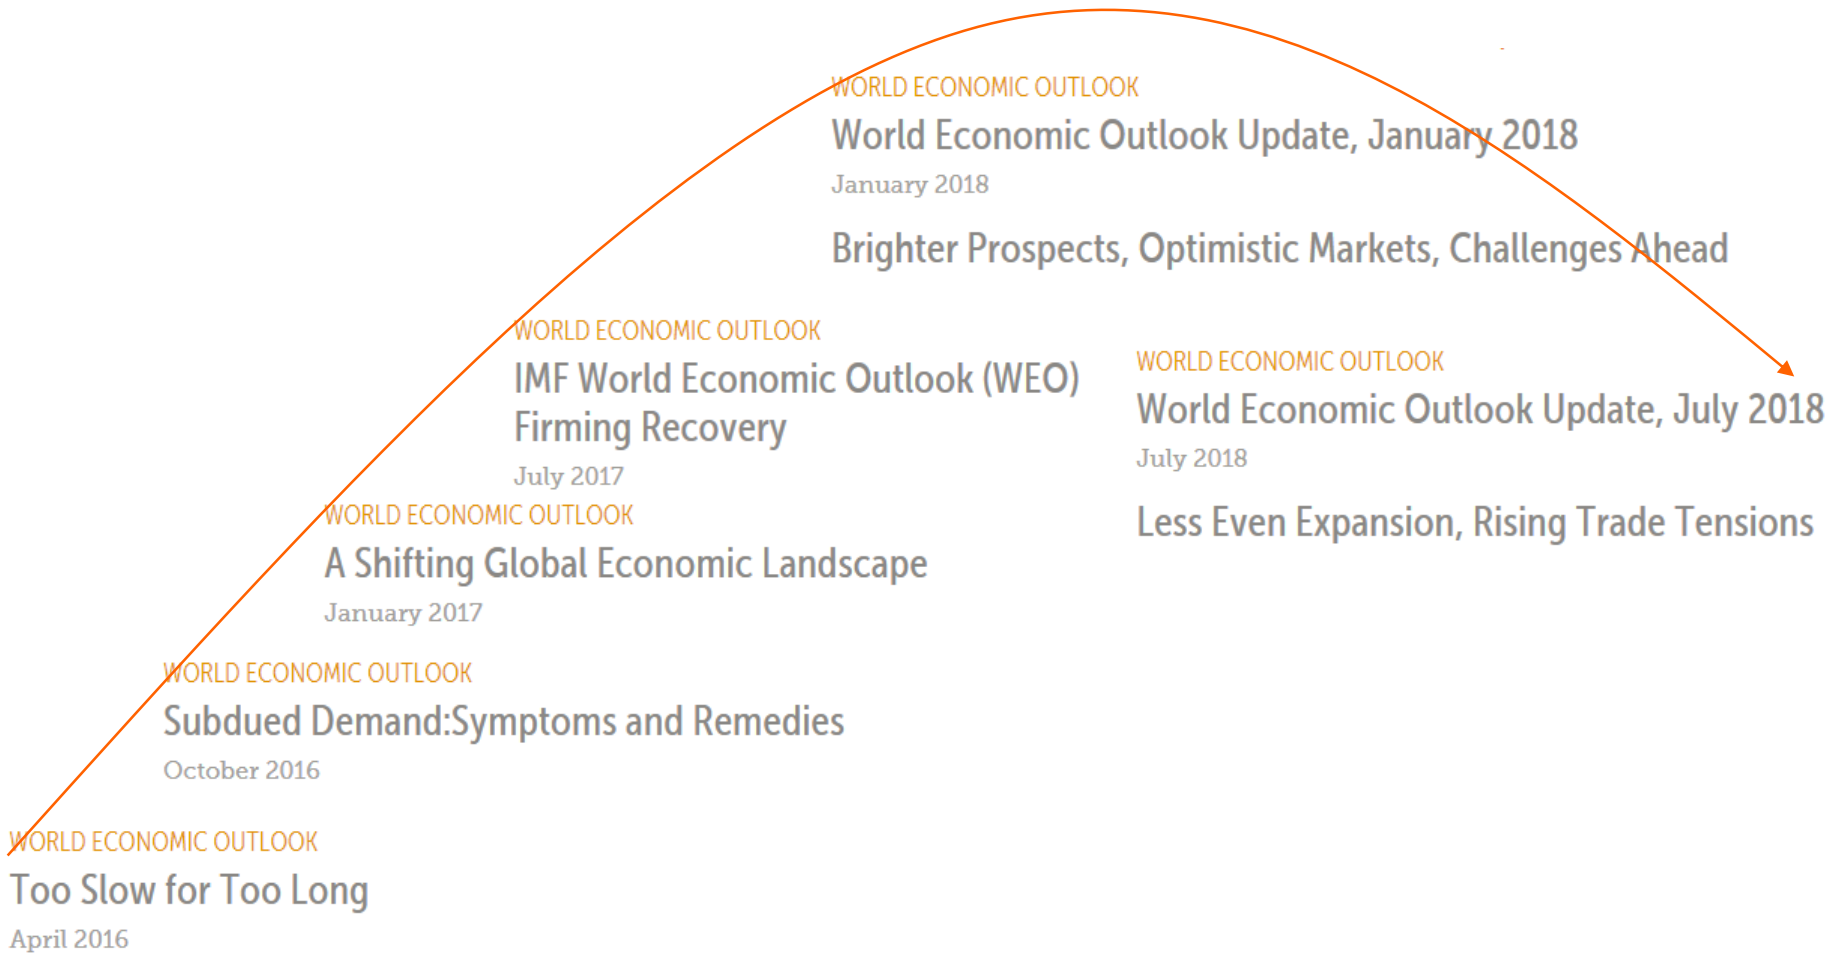 WORLD ECONOMIC OUTLOOK
World Economic Outlook Update, January 2018
January 2018
Brighter Prospects, Optimistic Markets, Challenges Ahead
WORLD ECONOMIC OUTLOOK
IMF World Economic Outlook (WEO)
Firming Recovery
July 2017
WORLD ECONOMIC OUTLOOK
World Economic Outlook Update, July 2018
July 2018
Less Even Expansion, Rising Trade Tensions
WORLD ECONOMIC OUTLOOK
A Shifting Global Economic Landscape
January 2017
WORLD ECONOMIC OUTLOOK
Subdued Demand:Symptoms and Remedies
October 2016
WORLD ECONOMIC OUTLOOK
Too Slow for Too Long
April 2016